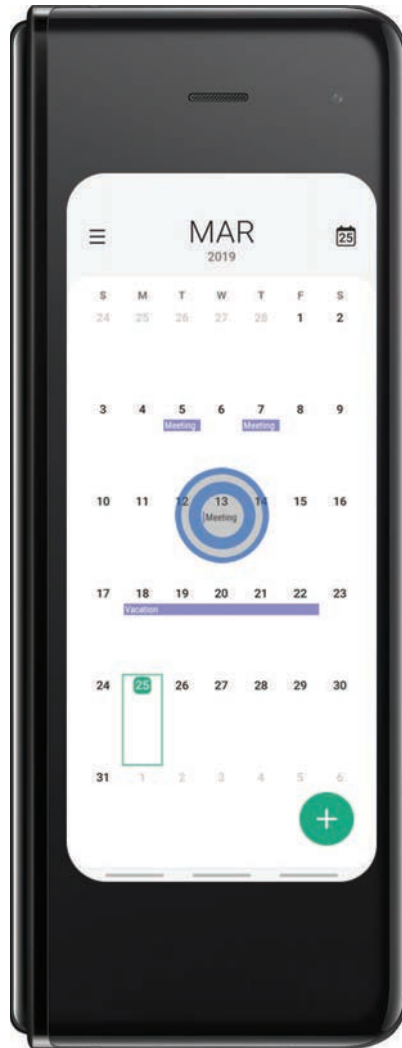 MAR
25
2019
S M T W T F S
24 25 26 27 28 1 2
3 4 5 6 7 8 9
Meeting Meeting
10 11 12 13 14 15 16
Meeting
17 18 19 20 21 22 23
Vacation
24 25 26 27 28 29 30
31 1 2 3 4 5 6
+